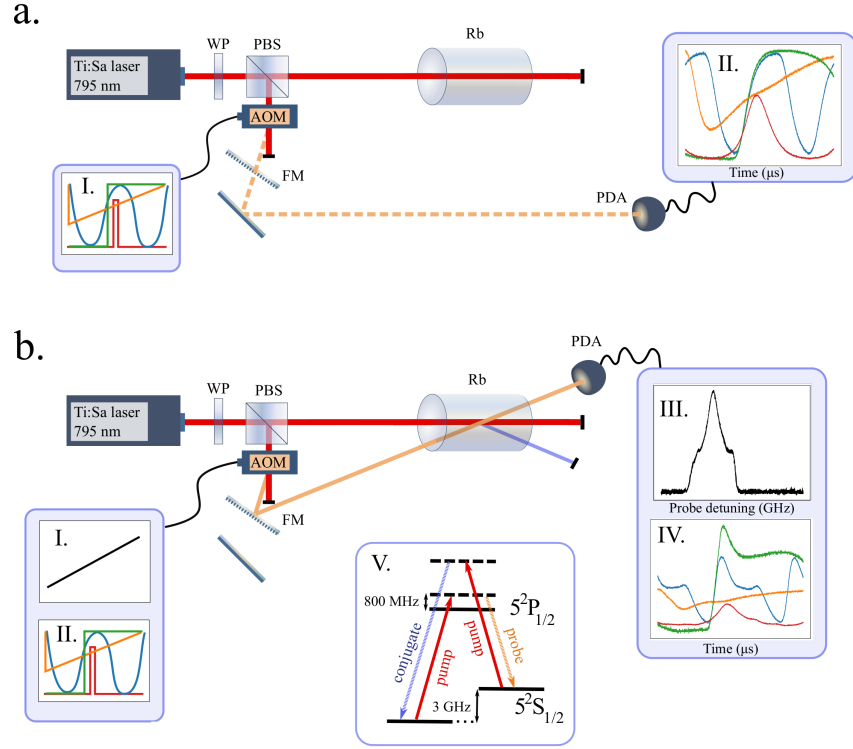 a.
WP
PBS
Rb
Ti:Sa laser
795 nm
AOM
FM
I.
II.
Time (μs)
PDA
b.
PDA
WP
PBS
Rb
Ti:Sa laser
795 nm
AOM
FM
I.
II.
III.
Probe detuning (GHz)
IV.
Time (μs)
V.
800 MHz
5²P₁/₂
conjugate
pump
pump
probe
3 GHz
5²S₁/₂